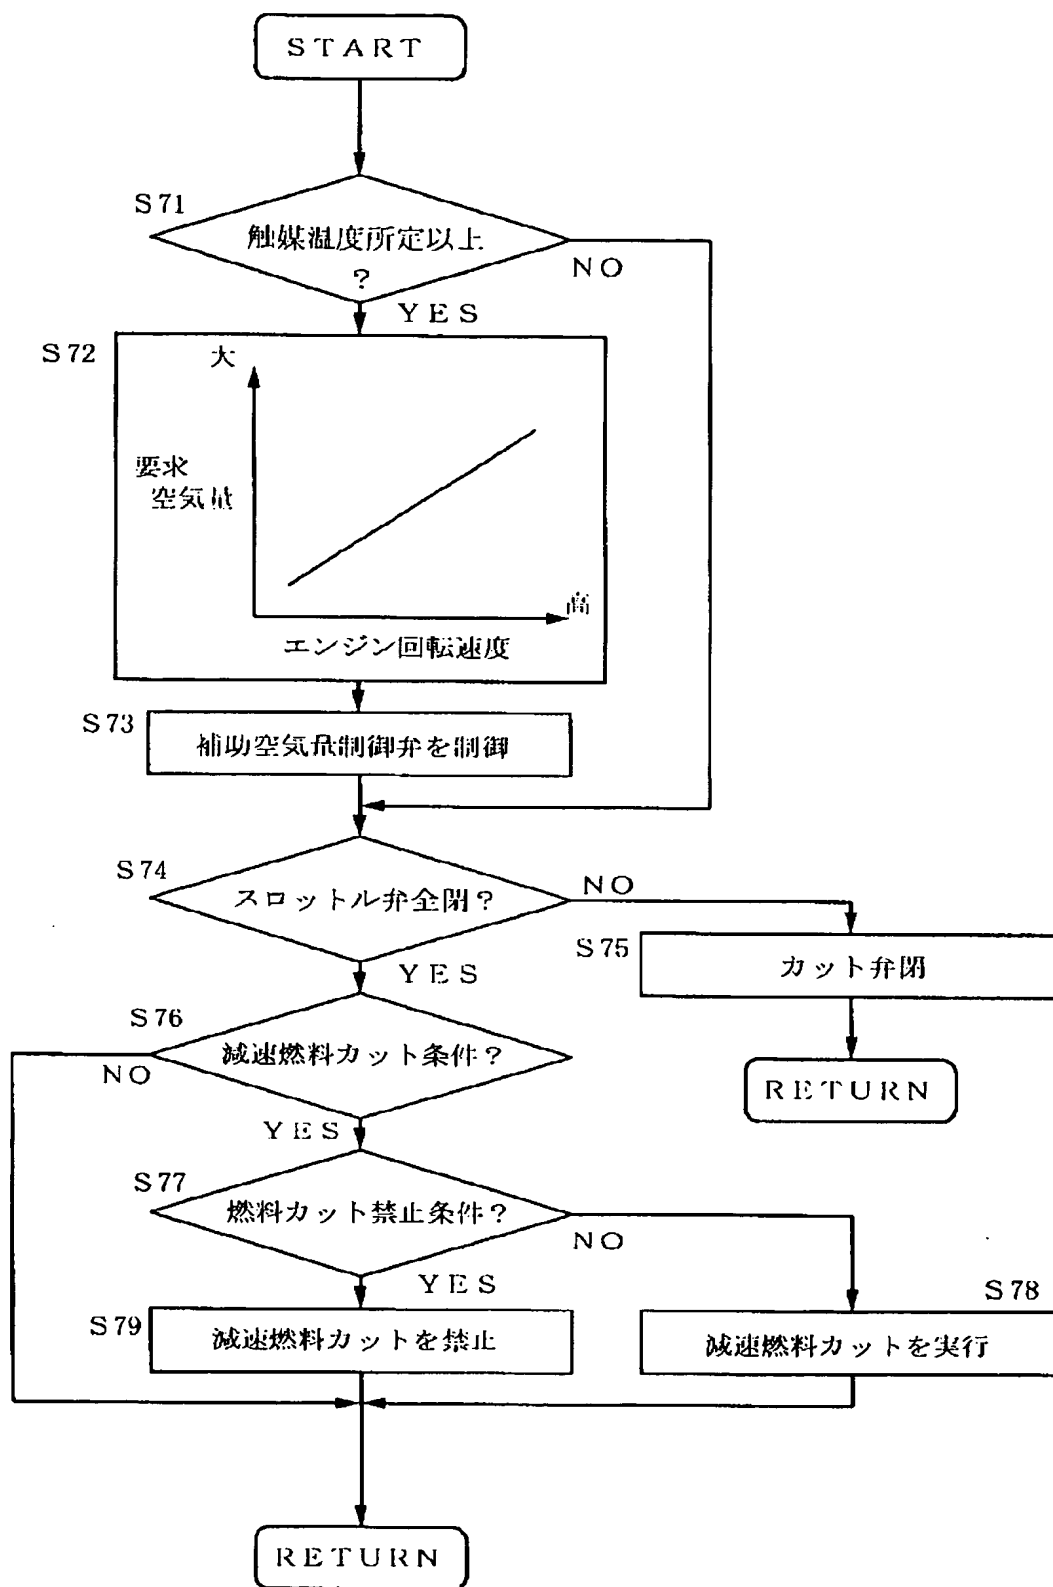 START
S71
触媒温度所定以上
?
NO
YES
S72
大
要求
空気量
高
エンジン回転速度
S73
補助空気量制御弁を制御
S74
スロットル弁全閉?
NO
YES
S75
カット弁閉
RETURN
S76
減速燃料カット条件?
NO
YES
S77
燃料カット禁止条件?
NO
YES
S78
減速燃料カットを実行
S79
減速燃料カットを禁止
RETURN